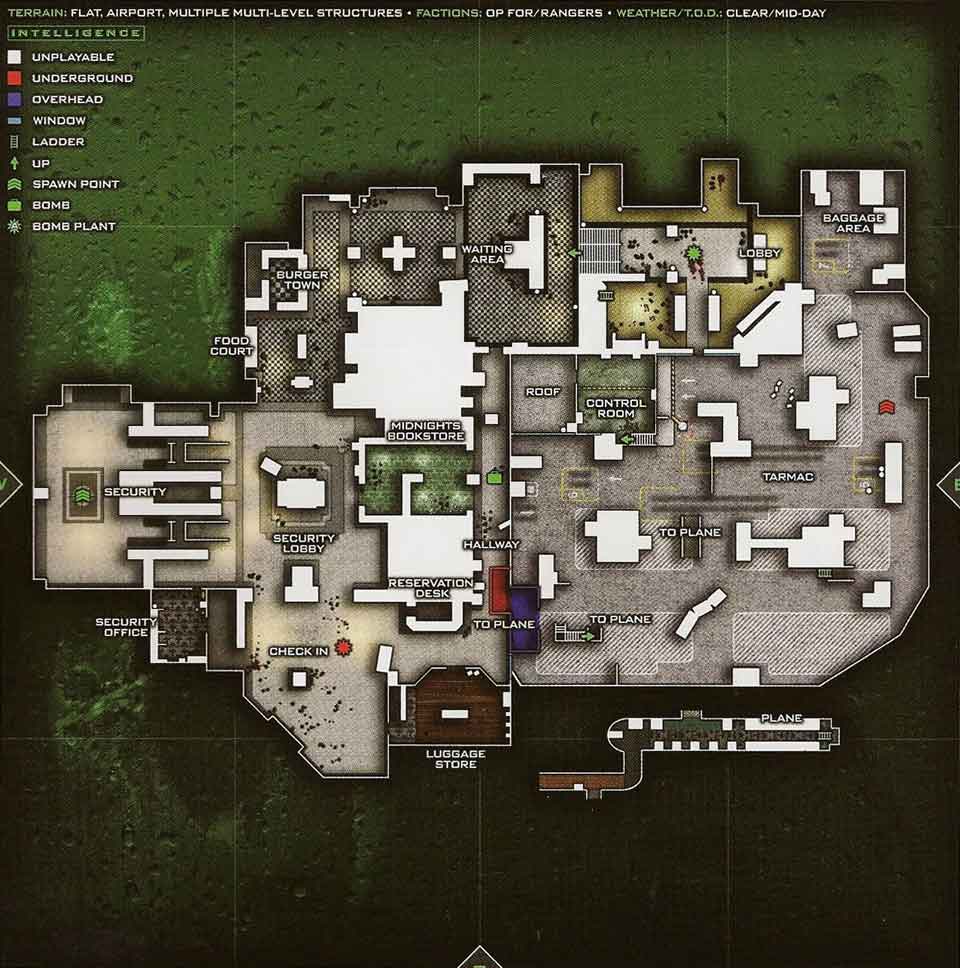 TERRAIN: FLAT, AIRPORT, MULTIPLE MULTI-LEVEL STRUCTURES • FACTIONS: OP FOR/RANGERS • WEATHER/T.O.D.: CLEAR/MID-DAY
INTELLIGENCE
UNPLAYABLE
UNDERGROUND
OVERHEAD
WINDOW
LADDER
UP
SPAWN POINT
BOMB
BOMB PLANT
BAGGAGE
AREA
WAITING
AREA
LOBBY
BURGER
TOWN
FOOD
COURT
ROOF
CONTROL
ROOM
MIDNIGHTS
BOOKSTORE
SECURITY
TARMAC
SECURITY
LOBBY
HALLWAY
TO PLANE
RESERVATION
DESK
SECURITY
OFFICE
TO PLANE
TO PLANE
CHECK IN
PLANE
LUGGAGE
STORE